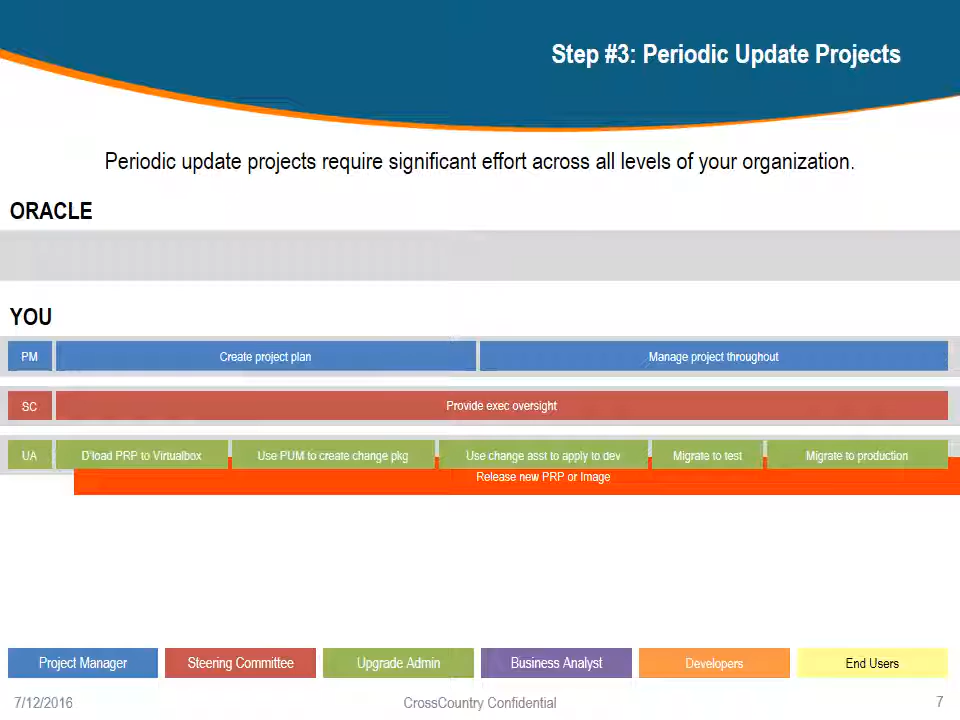 Step #3: Periodic Update Projects
Periodic update projects require significant effort across all levels of your organization.
ORACLE
YOU
PM Create project plan Manage project throughout
SC Provide exec oversight
UA D'load PRP to Virtualbox Use PUM to create change pkg Use change asst to apply to dev Migrate to test Migrate to production
Release new PRP or Image
Project Manager Steering Committee Upgrade Admin Business Analyst Developers End Users
7/12/2016 CrossCountry Confidential 7